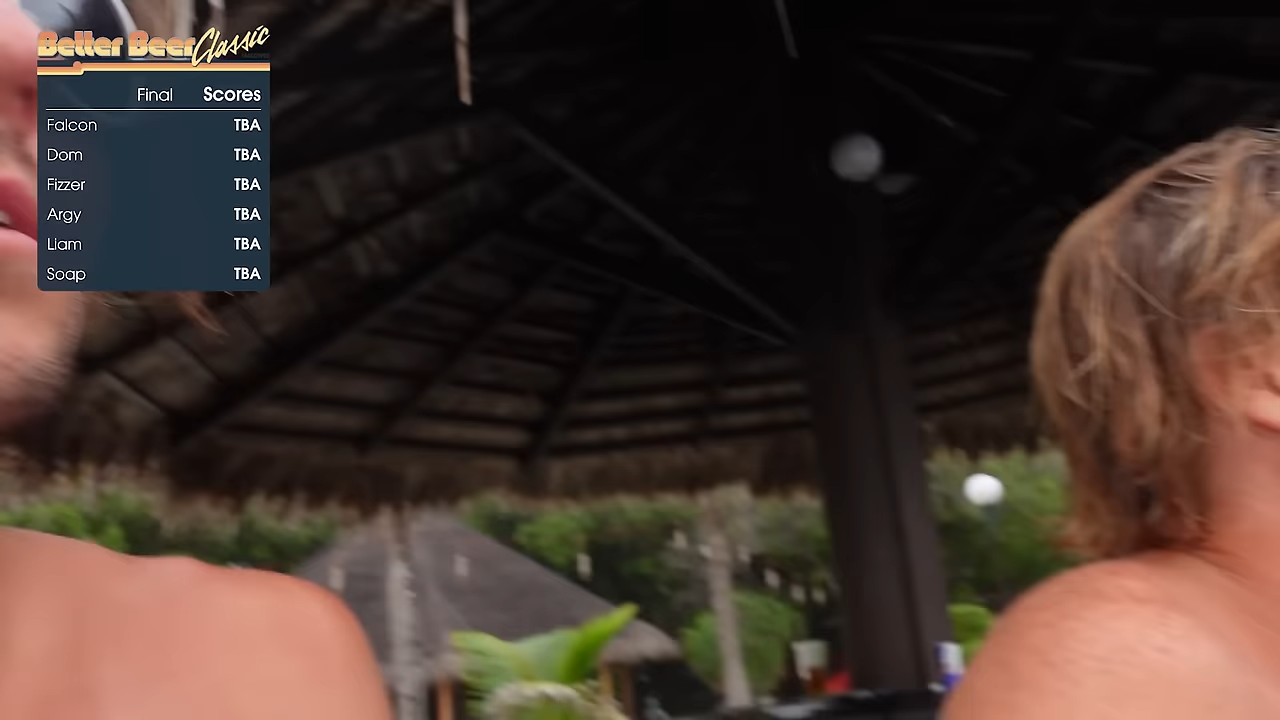 Better Beer Classic
Final Scores
Falcon TBA
Dom TBA
Fizzer TBA
Argy TBA
Liam TBA
Soap TBA